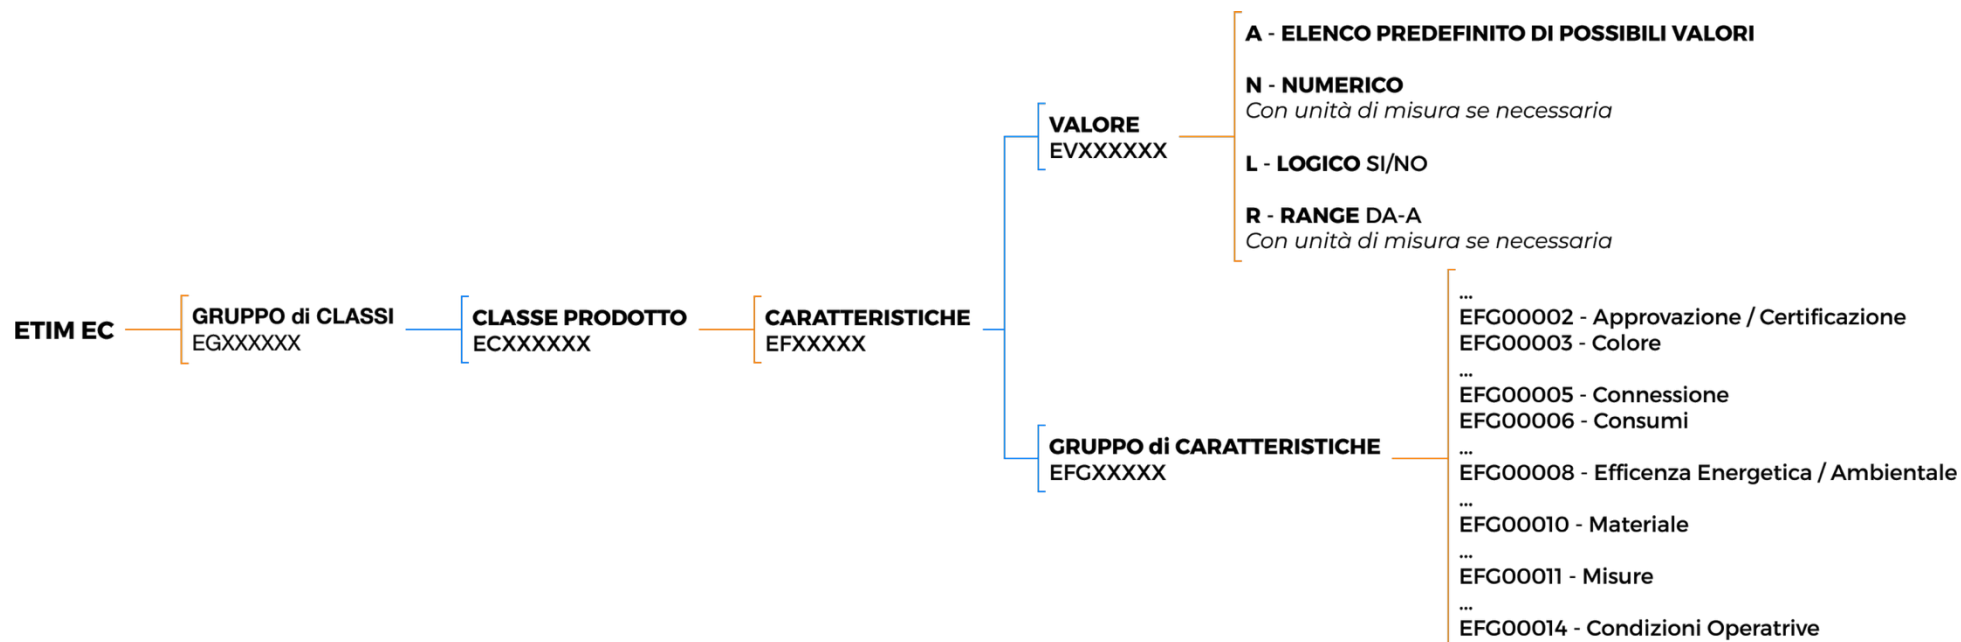 A - ELENCO PREDEFINITO DI POSSIBILI VALORI
N - NUMERICO
Con unità di misura se necessaria
L - LOGICO SI/NO
R - RANGE DA-A
Con unità di misura se necessaria
VALORE
EVXXXXXX
ETIM EC
GRUPPO di CLASSI
EGXXXXXX
CLASSE PRODOTTO
ECXXXXXX
CARATTERISTICHE
EFXXXXX
GRUPPO di CARATTERISTICHE
EFGXXXXX
...
EFG00002 - Approvazione / Certificazione
EFG00003 - Colore
...
EFG00005 - Connessione
EFG00006 - Consumi
...
EFG00008 - Efficenza Energetica / Ambientale
...
EFG00010 - Materiale
...
EFG00011 - Misure
...
EFG00014 - Condizioni Operatrive